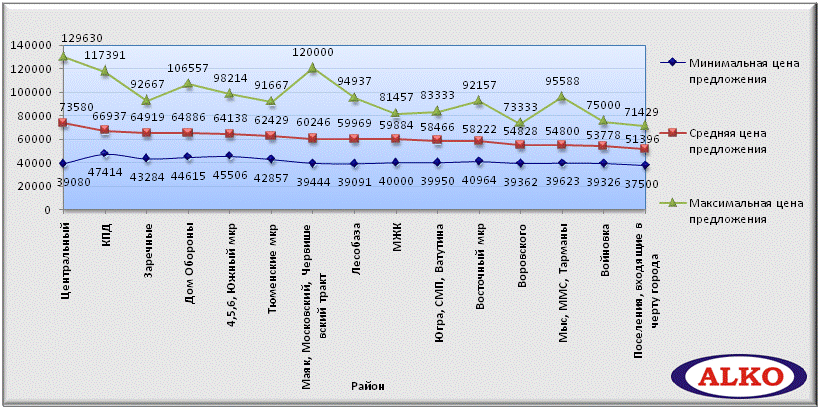 129630
140000
117391
120000
106557
120000
98214
95588
92667
91667
94937
92157
100000
81457
83333
73333
75000
71429
80000
73580
66937
64919
64886
64138
62429
60246
59969
59884
58466
58222
54828
54800
53778
51396
60000
40000
39080
47414
43284
44615
45506
42857
39444
39091
40000
39950
40964
39362
39623
39326
37500
20000
0
Центральный
КПД
Заречные
Дом Обороны
4,5,6, Южный мкр
Тюменские мкр
Маяк, Московский, Червише
вский тракт
Лесобаза
МЖК
Югра, СМП, Ватутина
Восточный мкр
Воровского
Мыс, ММС, Тарманы
Войновка
Поселения, входящие в
черту города
Район
Минимальная цена
предложения
Средняя цена
предложения
Максимальная цена
предложения
ALKO